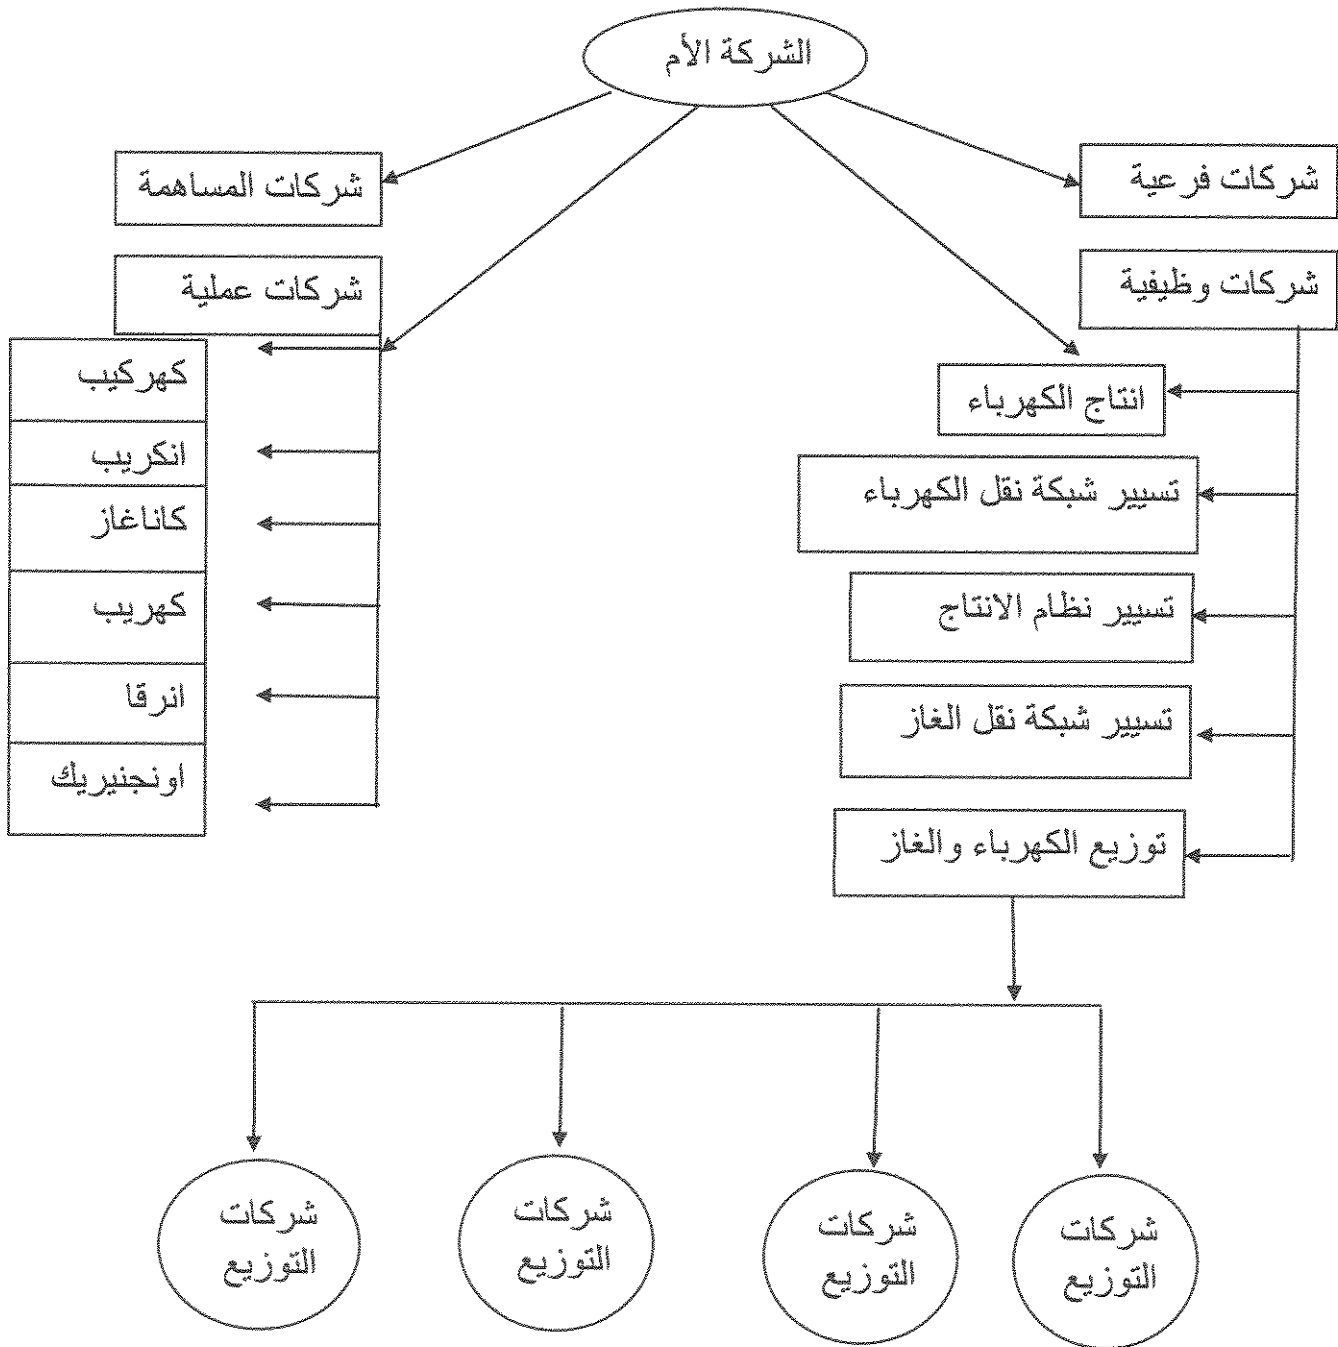 الشركة الأم
شركات فرعية
شركات المساهمة
شركات وظيفية
شركات عملية
انتاج الكهرباء
تسيير شبكة نقل الكهرباء
تسيير نظام الانتاج
تسيير شبكة نقل الغاز
توزيع الكهرباء والغاز
كهركيب
انكريب
كاناغاز
كهريب
انرقا
اونجنيريك
شركات
التوزيع
شركات
التوزيع
شركات
التوزيع
شركات
التوزيع